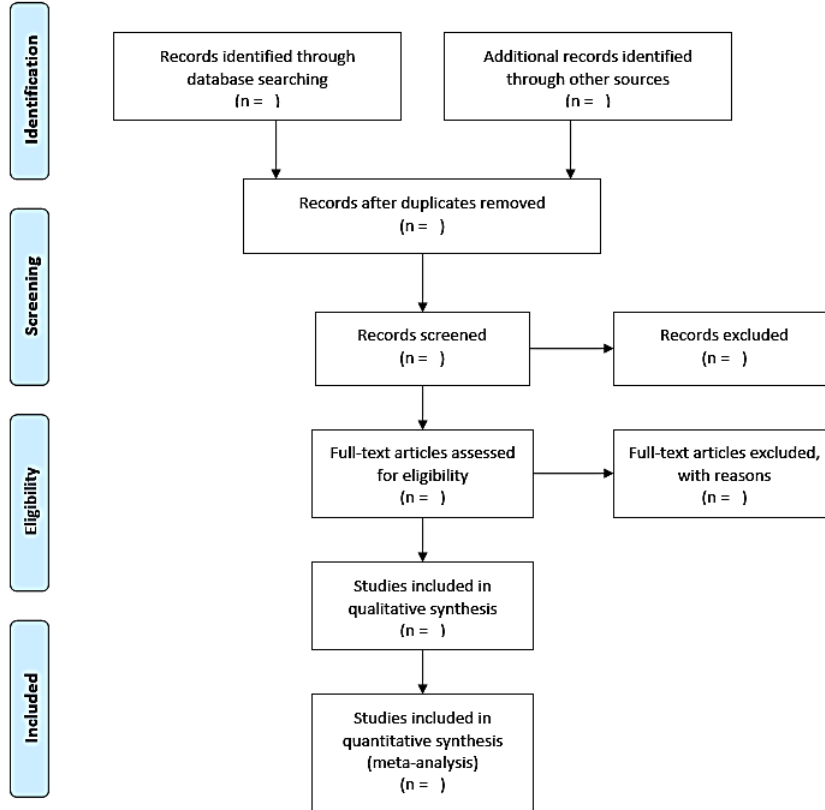 Identification
Records identified through
database searching
(n =   )
Additional records identified
through other sources
(n =   )
Records after duplicates removed
(n =   )
Screening
Records screened
(n =   )
Records excluded
(n =   )
Eligibility
Full-text articles assessed
for eligibility
(n =   )
Full-text articles excluded,
with reasons
(n =   )
Studies included in
qualitative synthesis
(n =   )
Included
Studies included in
quantitative synthesis
(meta-analysis)
(n =   )